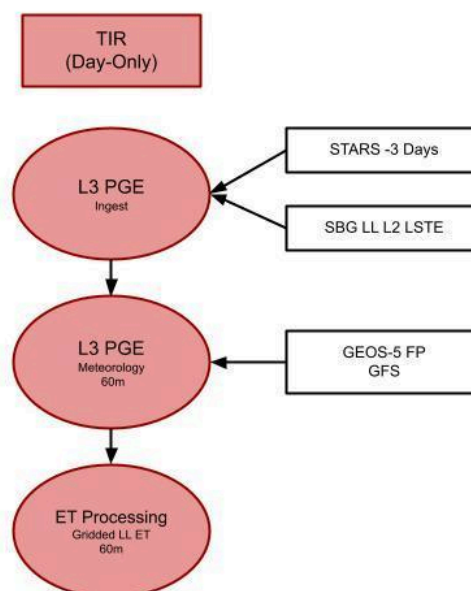 TIR
(Day-Only)
STARS -3 Days
L3 PGE
Ingest
SBG LL L2 LSTE
L3 PGE
Meteorology
60m
GEOS-5 FP
GFS
ET Processing
Gridded LL ET
60m